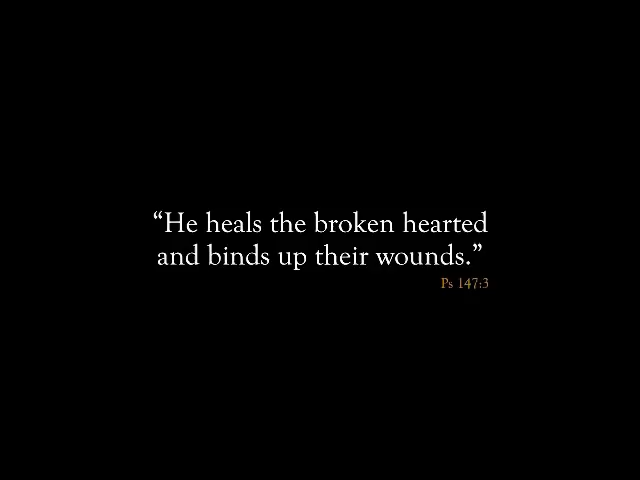 “He heals the broken hearted
and binds up their wounds.”
Ps 147:3